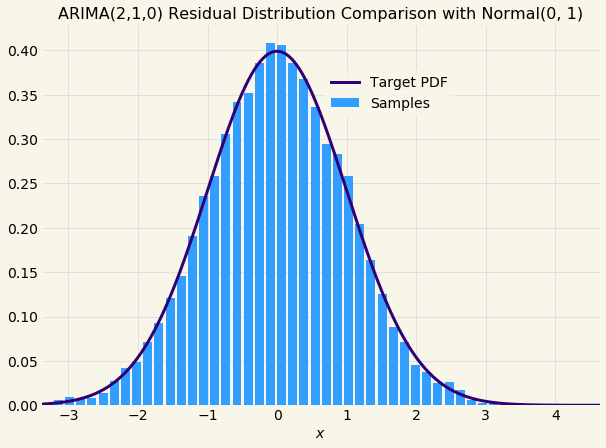 ARIMA(2,1,0) Residual Distribution Comparison with Normal(0, 1)
0.40
0.35
0.30
0.25
0.20
0.15
0.10
0.05
0.00
Target PDF
Samples
−3 −2 −1 0 1 2 3 4
x